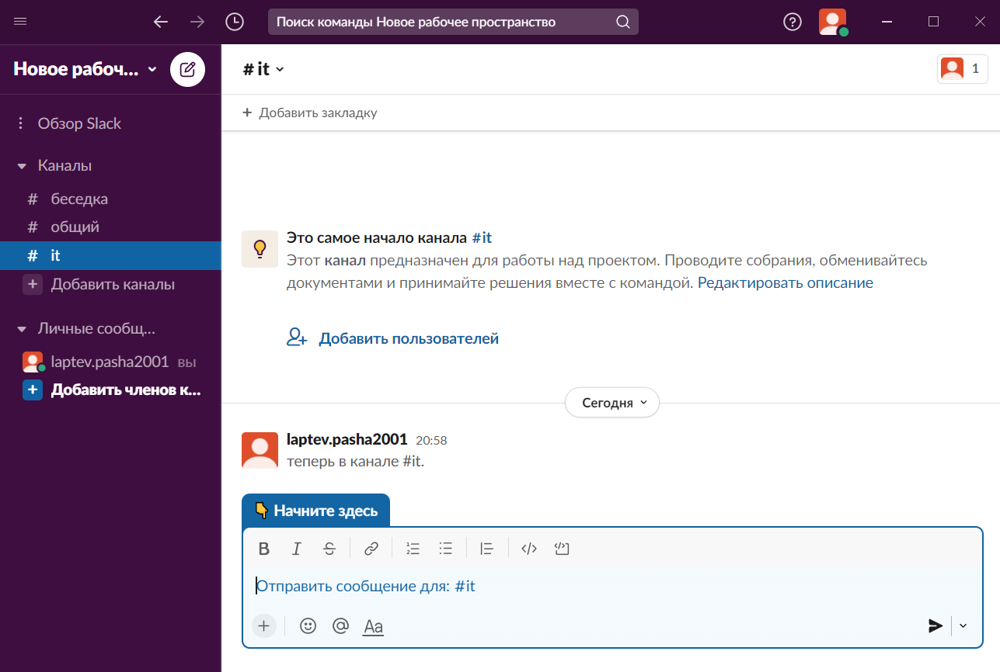 Поиск команды Новое рабочее пространство
Новое рабоч...
Обзор Slack
Каналы
# беседка
# общий
# it
+ Добавить каналы
Личные сообщ...
laptev.pasha2001 вы
+ Добавить членов к...
# it
1
+ Добавить закладку
Это самое начало канала #it
Этот канал предназначен для работы над проектом. Проводите собрания, обменивайтесь
документами и принимайте решения вместе с командой. Редактировать описание
Добавить пользователей
Сегодня
laptev.pasha2001 20:58
теперь в канале #it.
👇 Начните здесь
B I S
Отправить сообщение для: #it
+ @ Aa